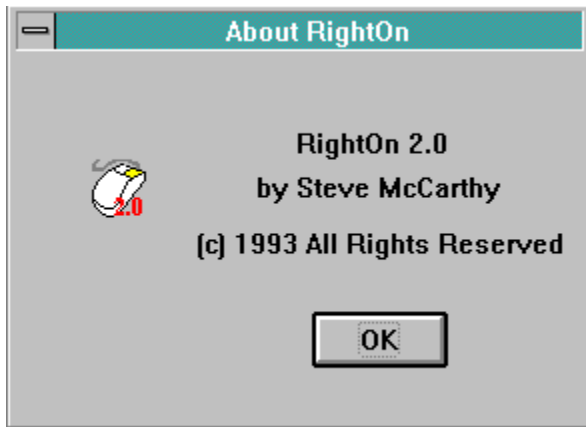 About RightOn
RightOn 2.0
by Steve McCarthy
2.0
(c) 1993 All Rights Reserved
OK